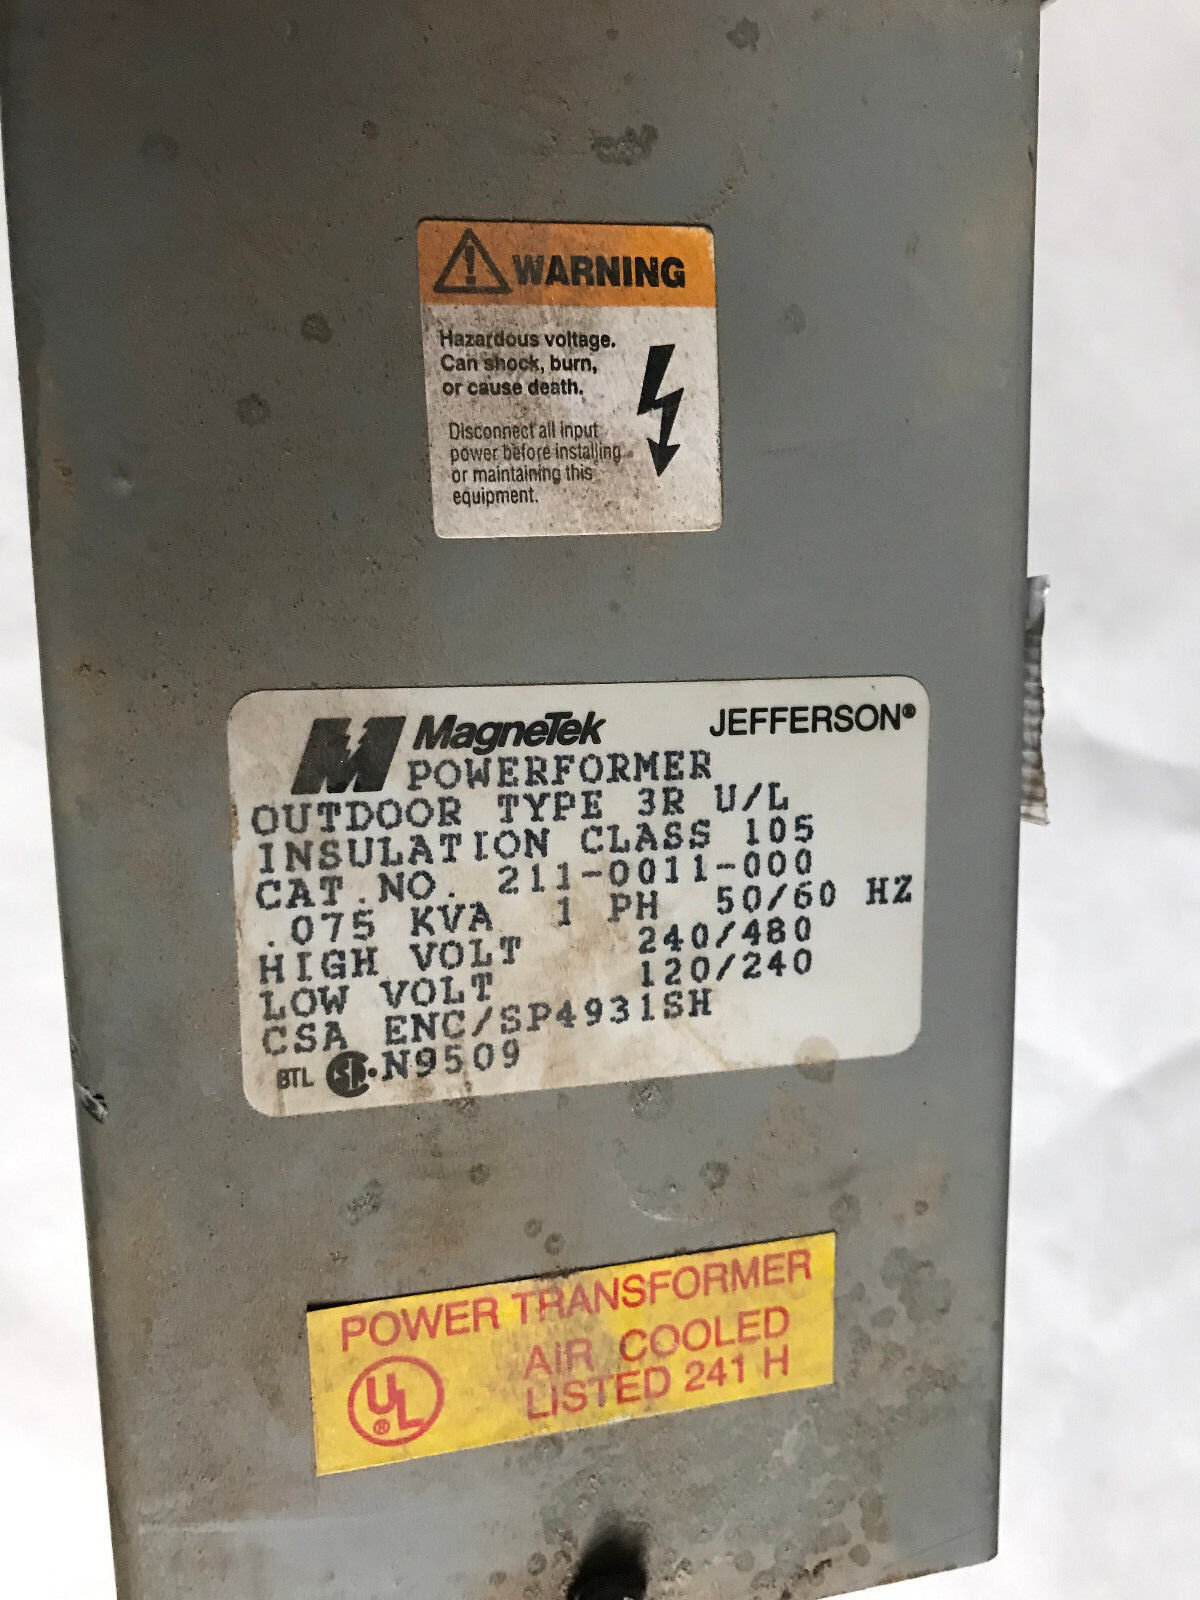 WARNING
Hazardous voltage.
Can shock, burn,
or cause death.
Disconnect all input
power before installing
or maintaining this
equipment.
MagneTek JEFFERSON®
POWERFORMER
OUTDOOR TYPE 3R U/L
INSULATION CLASS 105
CAT.NO. 211-0011-000
.075 KVA 1 PH 50/60 HZ
HIGH VOLT 240/480
LOW VOLT 120/240
CSA ENC/SP4931SH
BTL SA N9509
POWER TRANSFORMER
UL® AIR COOLED
LISTED 241 H